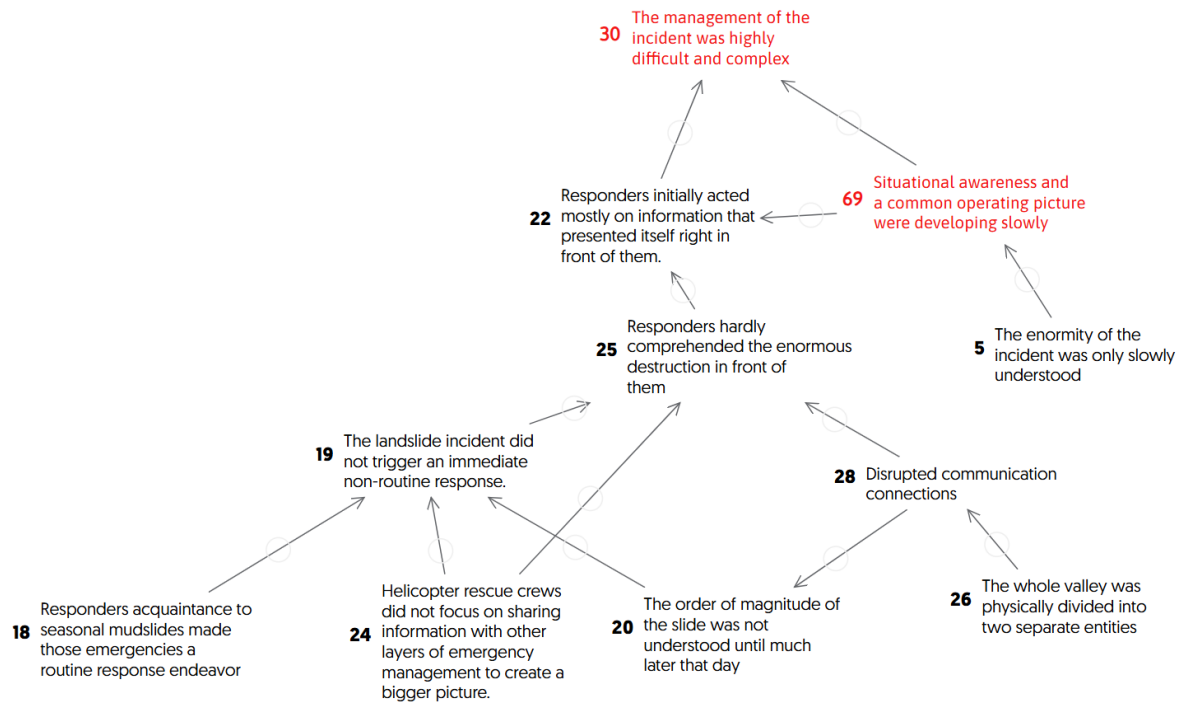 30
The management of the
incident was highly
difficult and complex
22
Responders initially acted
mostly on information that
presented itself right in
front of them.
69
Situational awareness and
a common operating picture
were developing slowly
25
Responders hardly
comprehended the enormous
destruction in front of
them
5
The enormity of the
incident was only slowly
understood
19
The landslide incident did
not trigger an immediate
non-routine response.
28
Disrupted communication
connections
18
Responders acquaintance to
seasonal mudslides made
those emergencies a
routine response endeavor
24
Helicopter rescue crews
did not focus on sharing
information with other
layers of emergency
management to create a
bigger picture.
20
The order of magnitude of
the slide was not
understood until much
later that day
26
The whole valley was
physically divided into
two separate entities